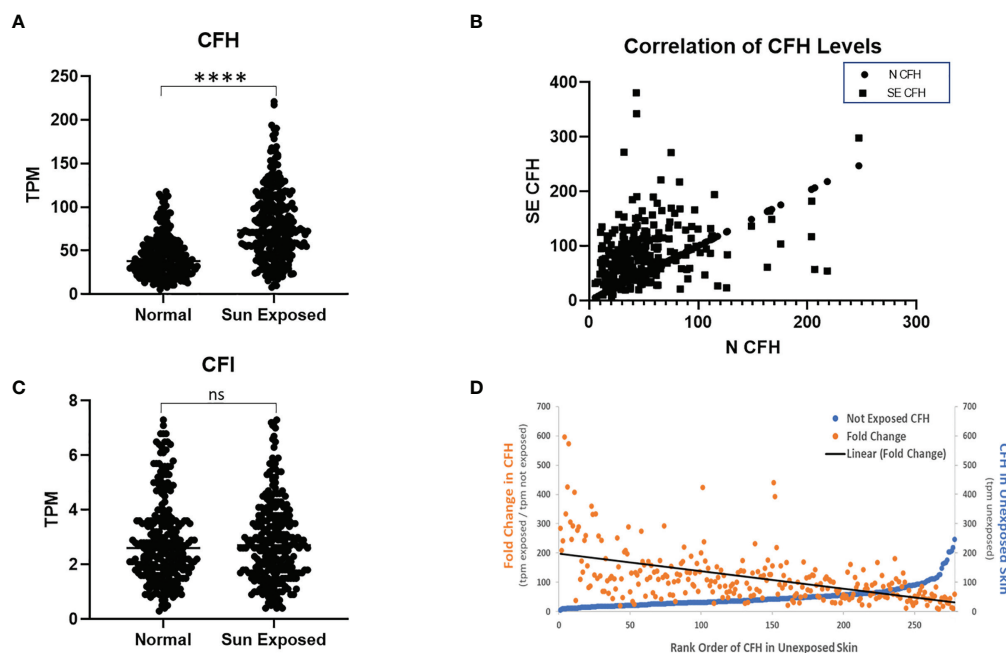 A
CFH
****
TPM
250
200
150
100
50
0
Normal
Sun Exposed
B
Correlation of CFH Levels
N CFH
SE CFH
SE CFH
400
300
200
100
0
0
100
200
300
N CFH
C
CFI
ns
TPM
8
6
4
2
0
Normal
Sun Exposed
D
Fold Change in CFH
(tpm exposed / tpm not exposed)
700
600
500
400
300
200
100
0
Not Exposed CFH
Fold Change
Linear (Fold Change)
700
600
500
400
300
200
100
0
CFH in Unexposed Skin
(tpm unexposed)
0
50
100
150
200
250
Rank Order of CFH in Unexposed Skin